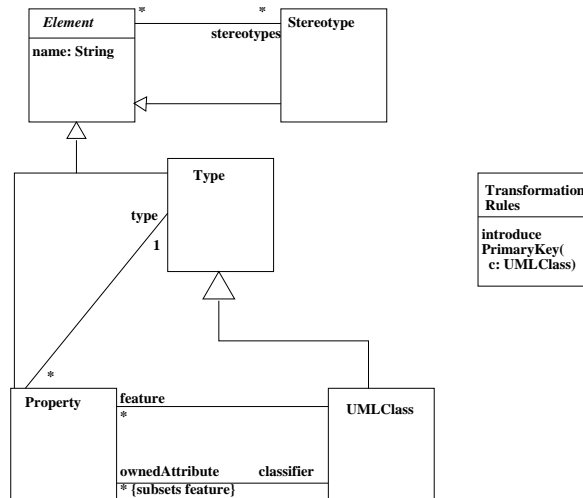 Element
* *
Stereotype
stereotypes
name: String
Type
type
1
Transformation
Rules
introduce
PrimaryKey(
c: UMLClass)
*
Property
feature
*
UMLClass
ownedAttribute classifier
* {subsets feature}